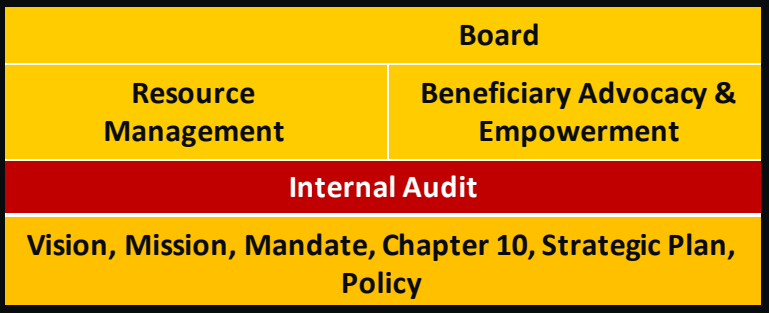 Board
Resource
Management
Beneficiary Advocacy &
Empowerment
Internal Audit
Vision, Mission, Mandate, Chapter 10, Strategic Plan,
Policy